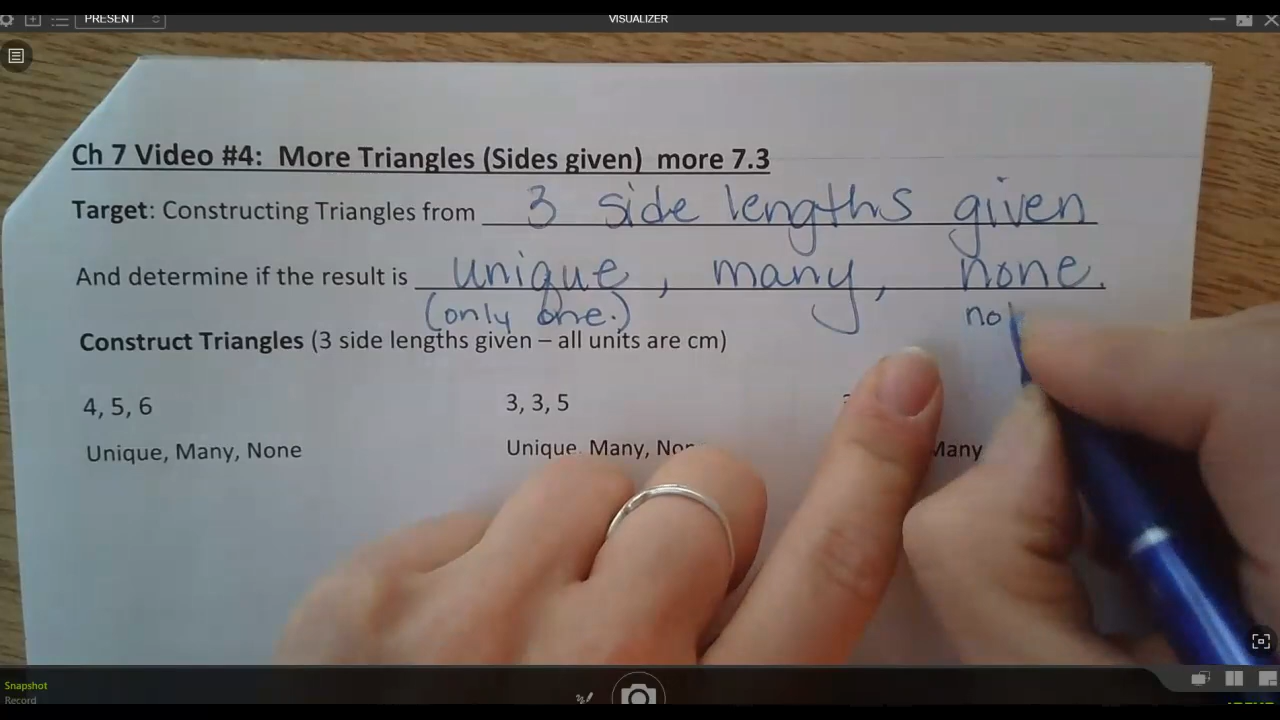 PRESENT
VISUALIZER
Ch 7 Video #4: More Triangles (Sides given) more 7.3
Target: Constructing Triangles from 3 side lengths given
And determine if the result is unique, many, none.
(only one.) no
Construct Triangles (3 side lengths given – all units are cm)
4, 5, 6 3, 3, 5
Unique, Many, None Unique, Many, Many
Snapshot
Record